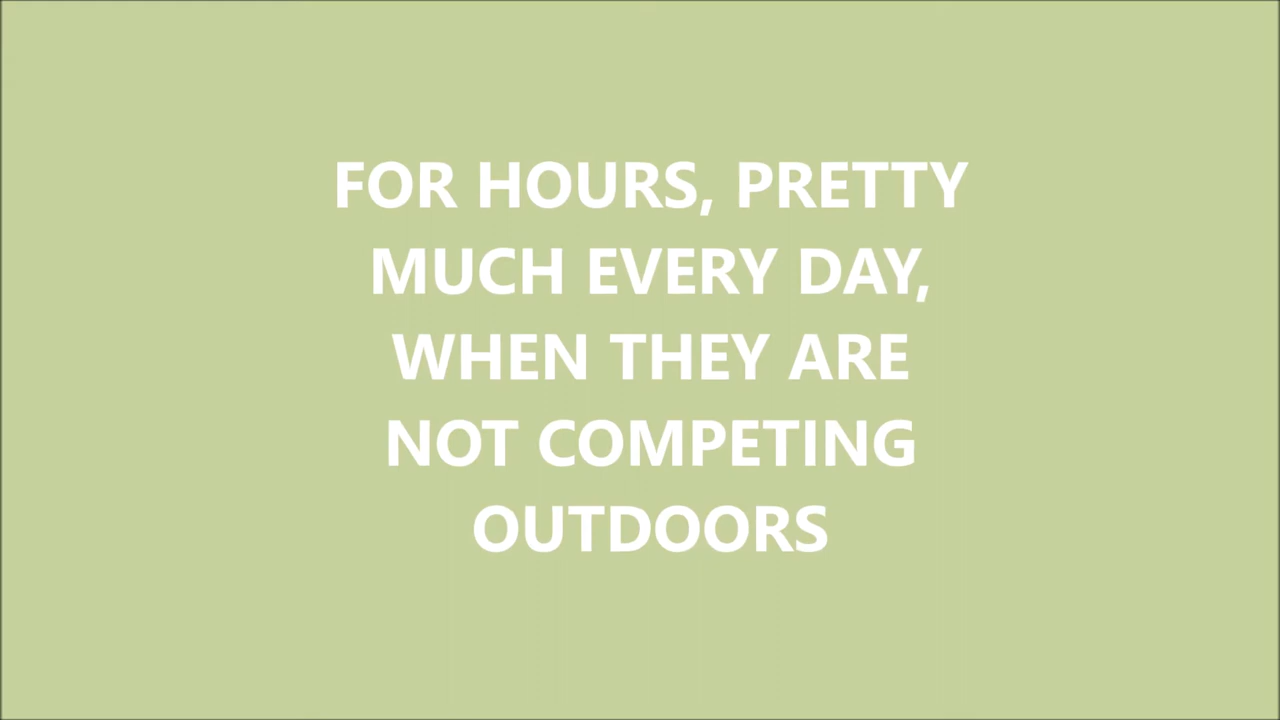 FOR HOURS, PRETTY
MUCH EVERY DAY,
WHEN THEY ARE
NOT COMPETING
OUTDOORS